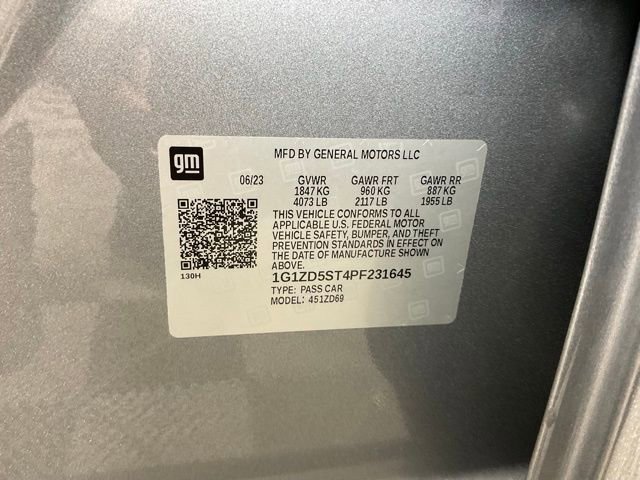 gm
MFD BY GENERAL MOTORS LLC
06/23 GVWR GAWR FRT GAWR RR
1847 KG 960 KG 887 KG
4073 LB 2117 LB 1955 LB
THIS VEHICLE CONFORMS TO ALL
APPLICABLE U.S. FEDERAL MOTOR
VEHICLE SAFETY, BUMPER, AND THEFT
PREVENTION STANDARDS IN EFFECT ON
THE DATE OF MANUFACTURE SHOWN
ABOVE.
130H
1G1ZD5ST4PF231645
TYPE: PASS CAR
MODEL: 451ZD69